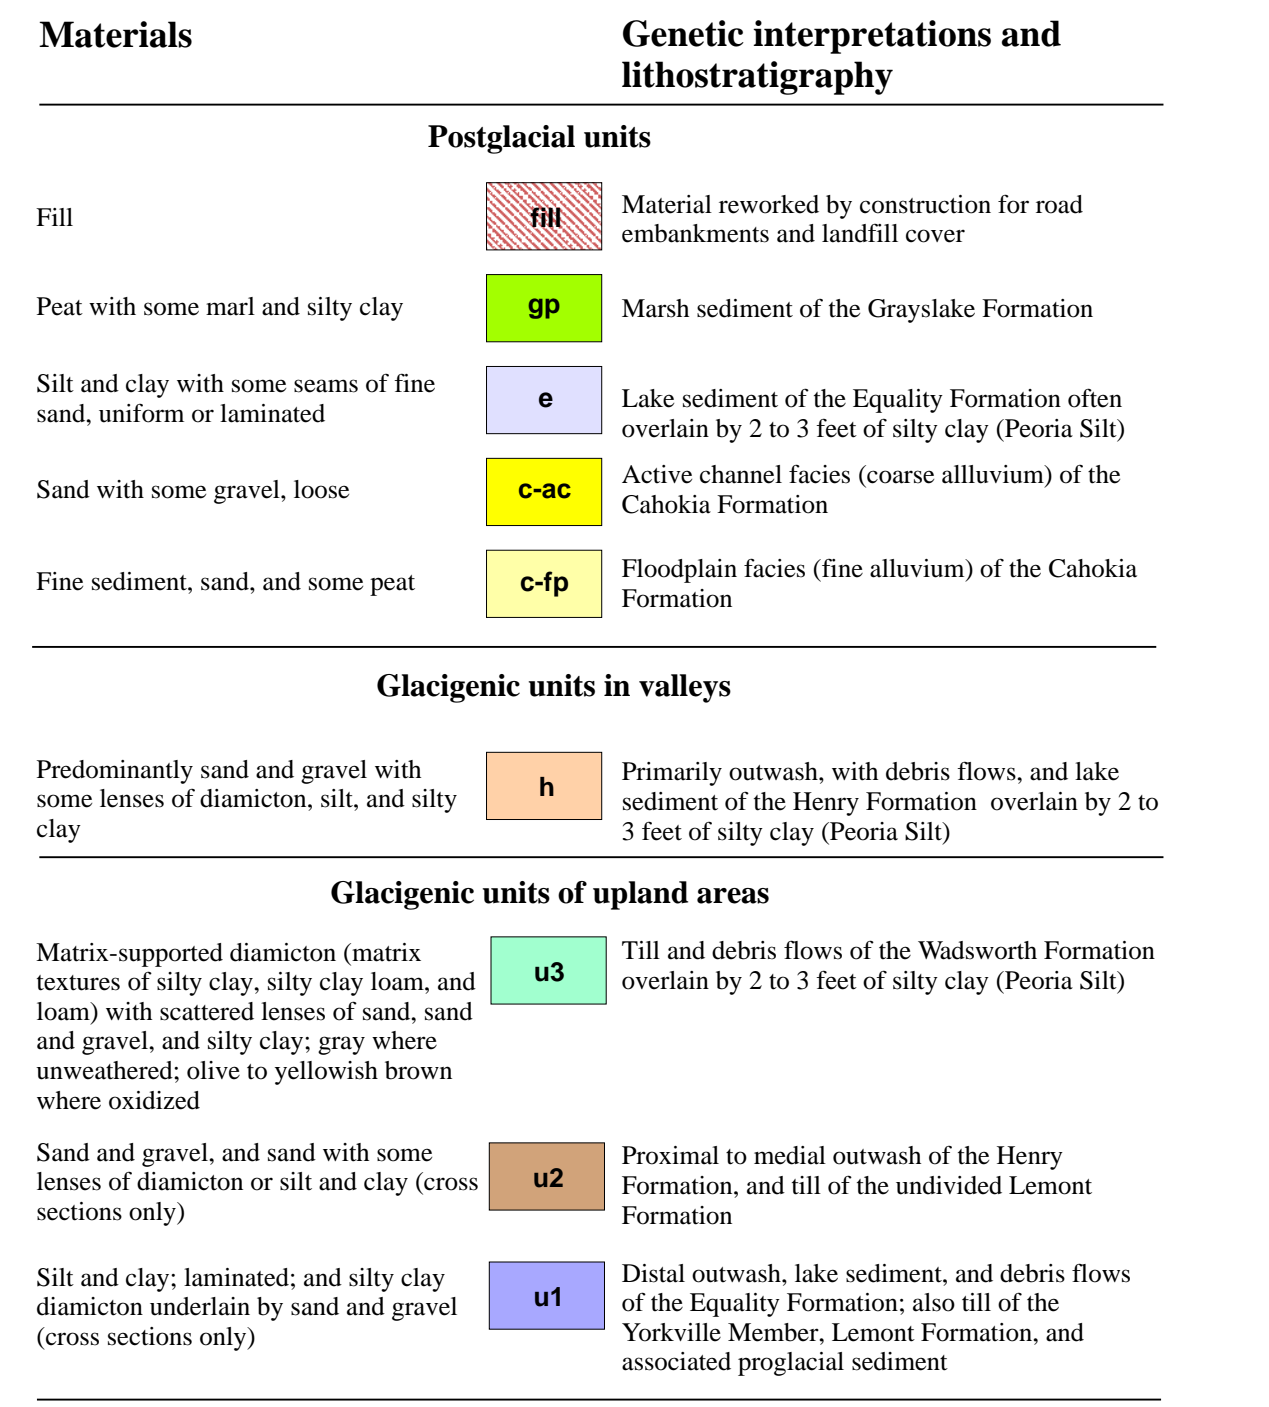 Materials
Genetic interpretations and
lithostratigraphy
Postglacial units
Fill
fill
Material reworked by construction for road
embankments and landfill cover
Peat with some marl and silty clay
gp
Marsh sediment of the Grayslake Formation
Silt and clay with some seams of fine
sand, uniform or laminated
e
Lake sediment of the Equality Formation often
overlain by 2 to 3 feet of silty clay (Peoria Silt)
Sand with some gravel, loose
c-ac
Active channel facies (coarse allluvium) of the
Cahokia Formation
Fine sediment, sand, and some peat
c-fp
Floodplain facies (fine alluvium) of the Cahokia
Formation
Glacigenic units in valleys
Predominantly sand and gravel with
some lenses of diamicton, silt, and silty
clay
h
Primarily outwash, with debris flows, and lake
sediment of the Henry Formation  overlain by 2 to
3 feet of silty clay (Peoria Silt)
Glacigenic units of upland areas
Matrix-supported diamicton (matrix
textures of silty clay, silty clay loam, and
loam) with scattered lenses of sand, sand
and gravel, and silty clay; gray where
unweathered; olive to yellowish brown
where oxidized
u3
Till and debris flows of the Wadsworth Formation
overlain by 2 to 3 feet of silty clay (Peoria Silt)
Sand and gravel, and sand with some
lenses of diamicton or silt and clay (cross
sections only)
u2
Proximal to medial outwash of the Henry
Formation, and till of the undivided Lemont
Formation
Silt and clay; laminated; and silty clay
diamicton underlain by sand and gravel
(cross sections only)
u1
Distal outwash, lake sediment, and debris flows
of the Equality Formation; also till of the
Yorkville Member, Lemont Formation, and
associated proglacial sediment